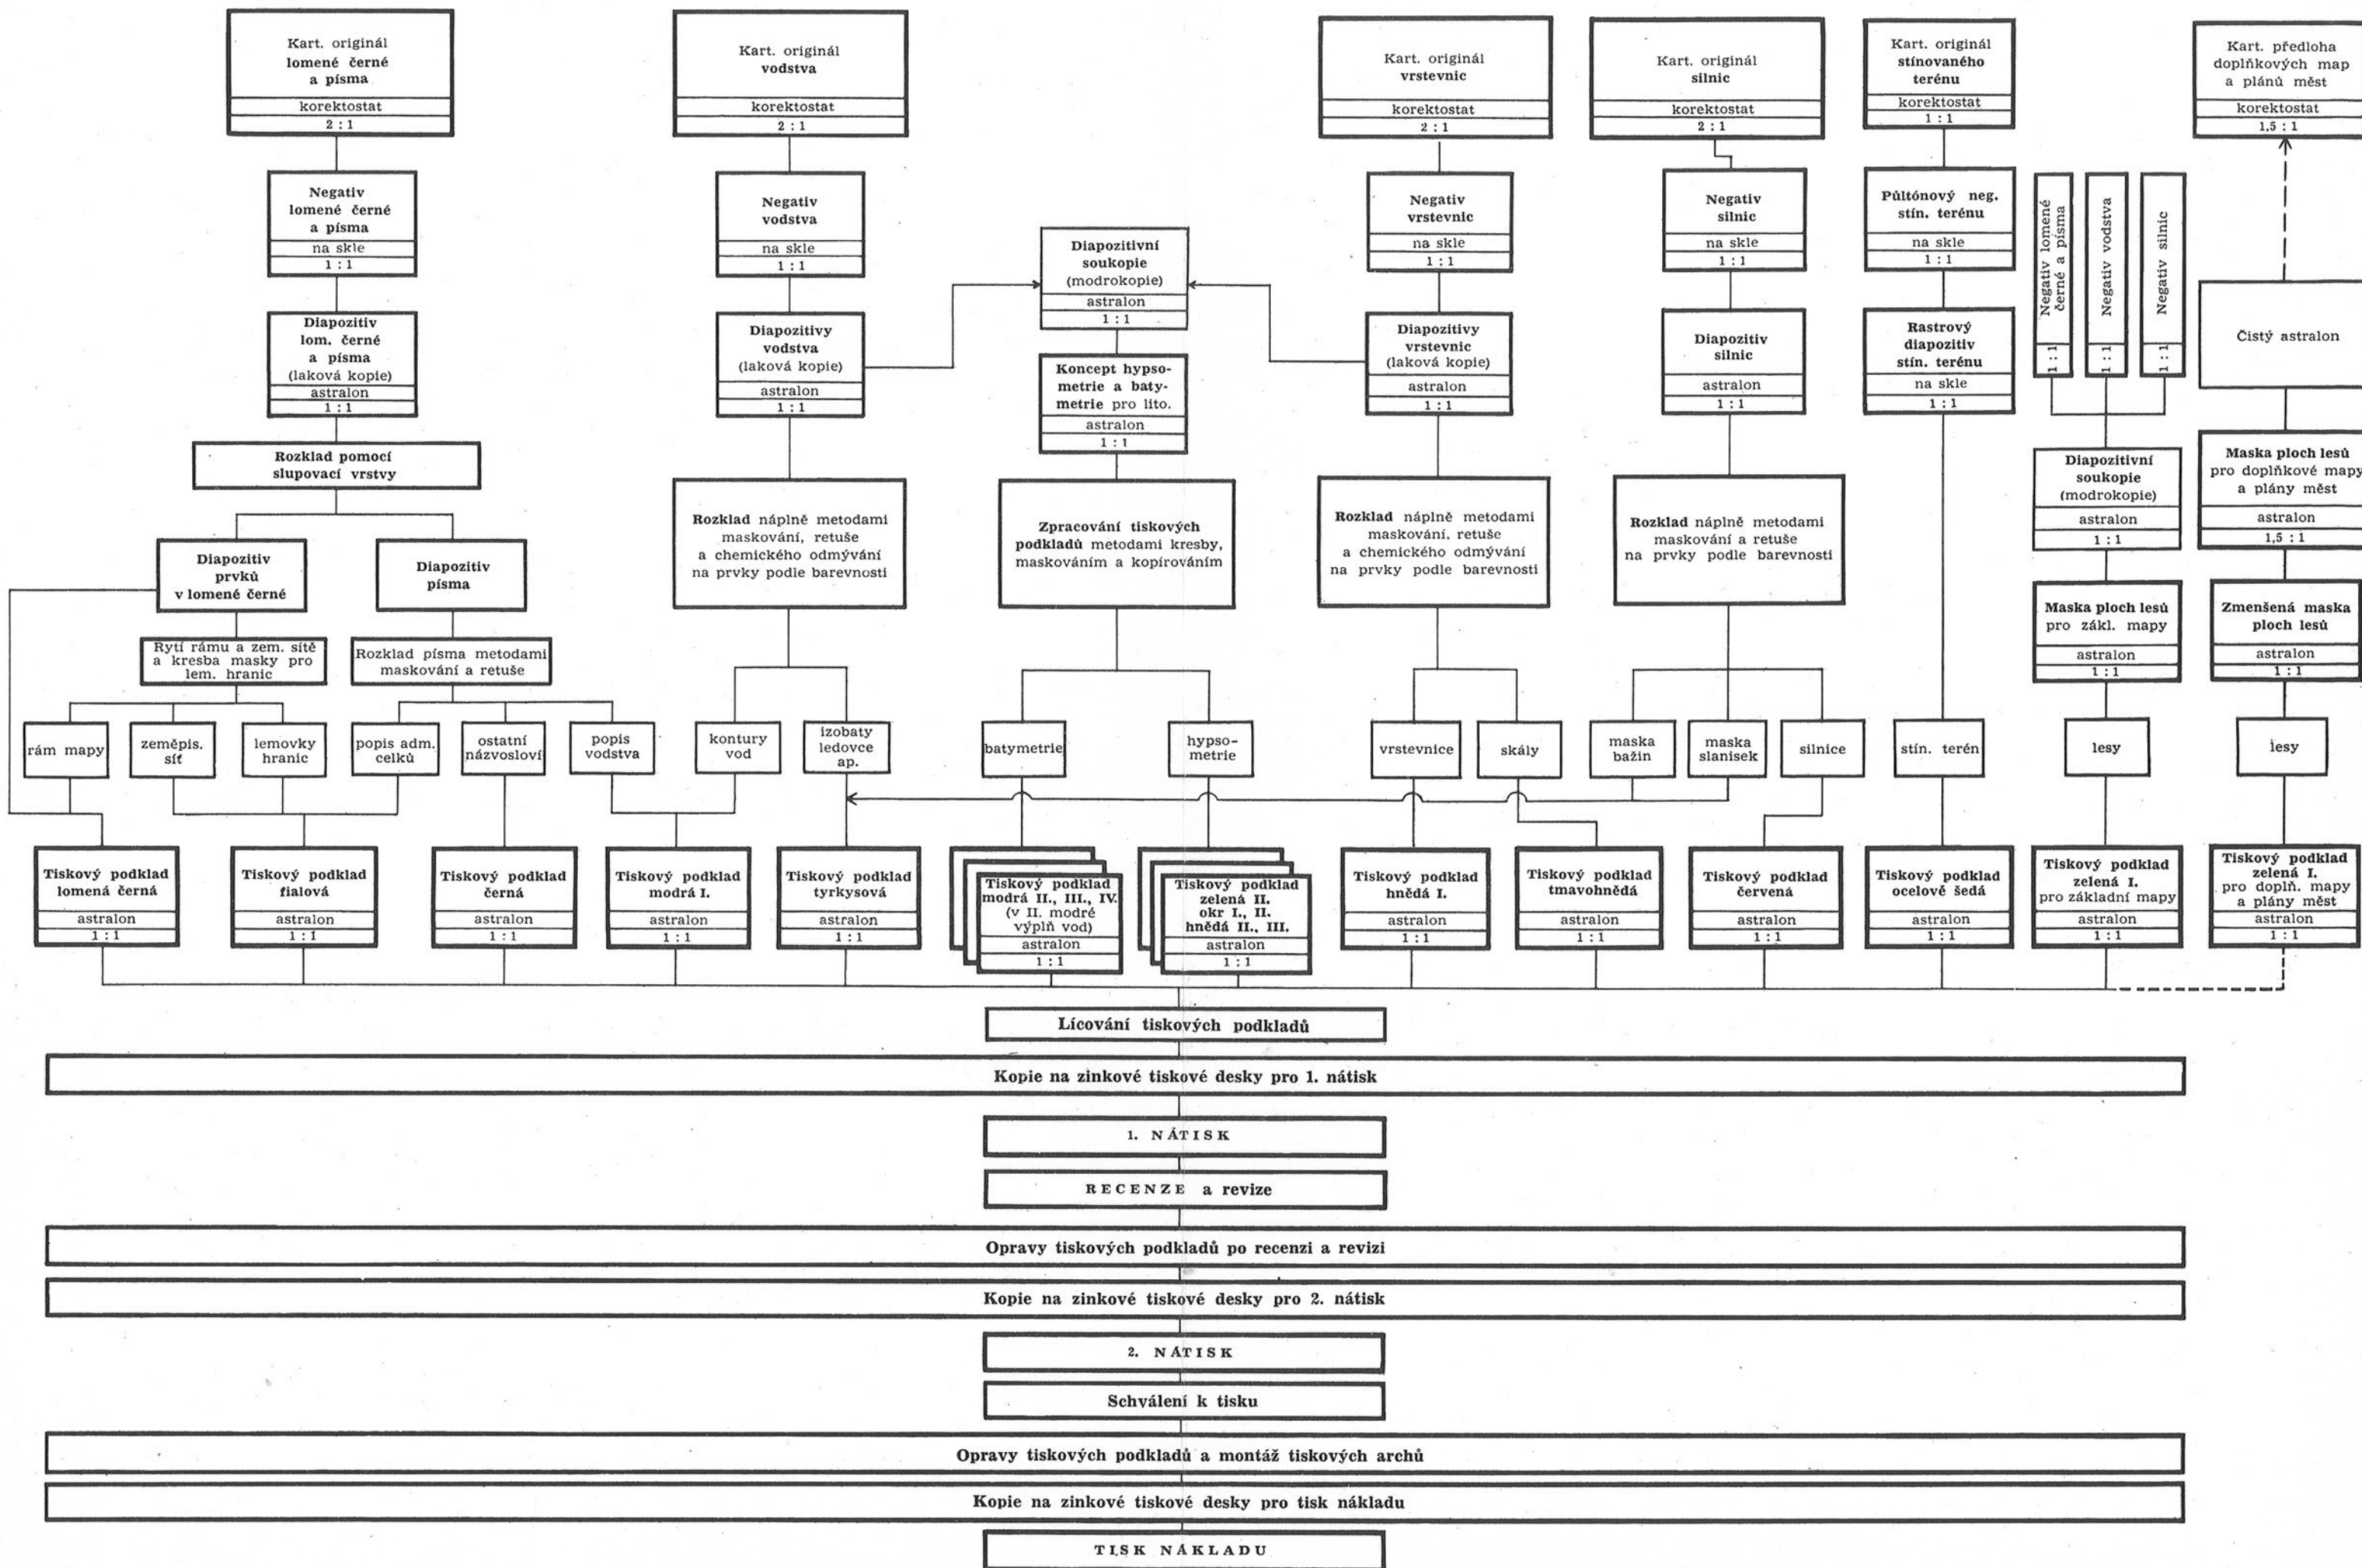 Kart. originál
lomené černé
a písma
korektostat
2 : 1
Kart. originál
vodstva
korektostat
2 : 1
Kart. originál
vrstevnic
korektostat
2 : 1
Kart. originál
silnic
korektostat
2 : 1
Kart. originál
stínovaného
terénu
korektostat
1 : 1
Kart. předloha
doplňkových map
a plánů měst
korektostat
1,5 : 1
Negativ
lomené černé
a písma
na skle
1 : 1
Negativ
vodstva
na skle
1 : 1
Diapozitivní
soukopie
(modrokopie)
astralon
1 : 1
Negativ
vrstevnic
na skle
1 : 1
Negativ
silnic
na skle
1 : 1
Půltónový neg.
stín. terénu
na skle
1 : 1
Negativ lomené
černé a písma
1 : 1
Negativ vodstva
1 : 1
Negativ silnic
1 : 1
Čistý astralon
Diapozitiv
lom. černé
a písma
(laková kopie)
astralon
1 : 1
Diapozitivy
vodstva
(laková kopie)
astralon
1 : 1
Koncept hypso-
metrie a baty-
metrie pro lito.
astralon
1 : 1
Diapozitivy
vrstevnic
(laková kopie)
astralon
1 : 1
Diapozitiv
silnic
astralon
1 : 1
Rastrový
diapozitiv
stín. terénu
na skle
1 : 1
Rozklad pomocí
slupovací vrstvy
Rozklad náplně metodami
maskování, retuše
a chemického odmývání
na prvky podle barevnosti
Zpracování tiskových
podkladů metodami kresby,
maskováním a kopírováním
Rozklad náplně metodami
maskování, retuše
a chemického odmývání
na prvky podle barevnosti
Rozklad náplně metodami
maskování a retuše
na prvky podle barevnosti
Diapozitivní
soukopie
(modrokopie)
astralon
1 : 1
Maska ploch lesů
pro doplňkové mapy
a plány měst
astralon
1,5 : 1
Diapozitiv
prvků
v lomené černé
Diapozitiv
písma
Maska ploch lesů
pro zákl. mapy
astralon
1 : 1
Zmenšená maska
ploch lesů
astralon
1 : 1
Rytí rámu a zem. sítě
a kresba masky pro
lem. hranic
Rozklad písma metodami
maskování a retuše
rám mapy
zeměpis.
síť
lemovky
hranic
popis adm.
celků
ostatní
názvosloví
popis
vodstva
kontury
vod
izobaty
ledovce
ap.
batymetrie
hypso-
metrie
vrstevnice
skály
maska
bažin
maska
slanisek
silnice
stín. terén
lesy
lesy
Tiskový podklad
lomená černá
astralon
1 : 1
Tiskový podklad
fialová
astralon
1 : 1
Tiskový podklad
černá
astralon
1 : 1
Tiskový podklad
modrá I.
astralon
1 : 1
Tiskový podklad
tyrkysová
astralon
1 : 1
Tiskový podklad
modrá II., III., IV.
(v II. modré
výplň vod)
astralon
1 : 1
Tiskový podklad
zelená II.
okr I., II.
hnědá II., III.
astralon
1 : 1
Tiskový podklad
hnědá I.
astralon
1 : 1
Tiskový podklad
tmavohnědá
astralon
1 : 1
Tiskový podklad
červená
astralon
1 : 1
Tiskový podklad
ocelově šedá
astralon
1 : 1
Tiskový podklad
zelená I.
pro základní mapy
astralon
1 : 1
Tiskový podklad
zelená I.
pro doplň. mapy
a plány měst
astralon
1 : 1
Lícování tiskových podkladů
Kopie na zinkové tiskové desky pro 1. nátisk
1. NÁTISK
RECENZE a revize
Opravy tiskových podkladů po recenzi a revizi
Kopie na zinkové tiskové desky pro 2. nátisk
2. NÁTISK
Schválení k tisku
Opravy tiskových podkladů a montáž tiskových archů
Kopie na zinkové tiskové desky pro tisk nákladu
TISK NÁKLADU